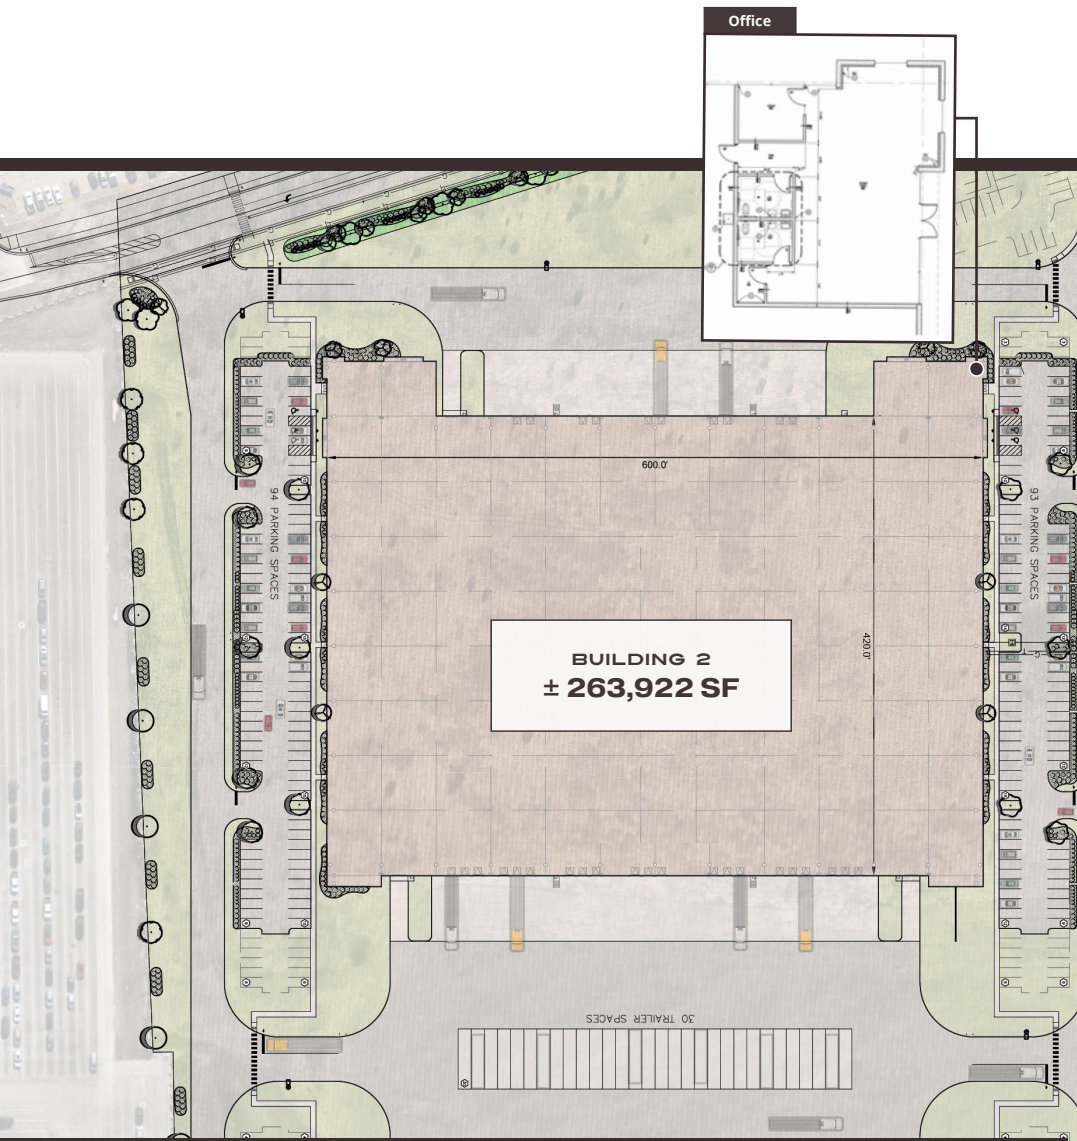 Office
600.0'
94 PARKING SPACES
93 PARKING SPACES
420.0'
BUILDING 2
± 263,922 SF
30 TRAILER SPACES